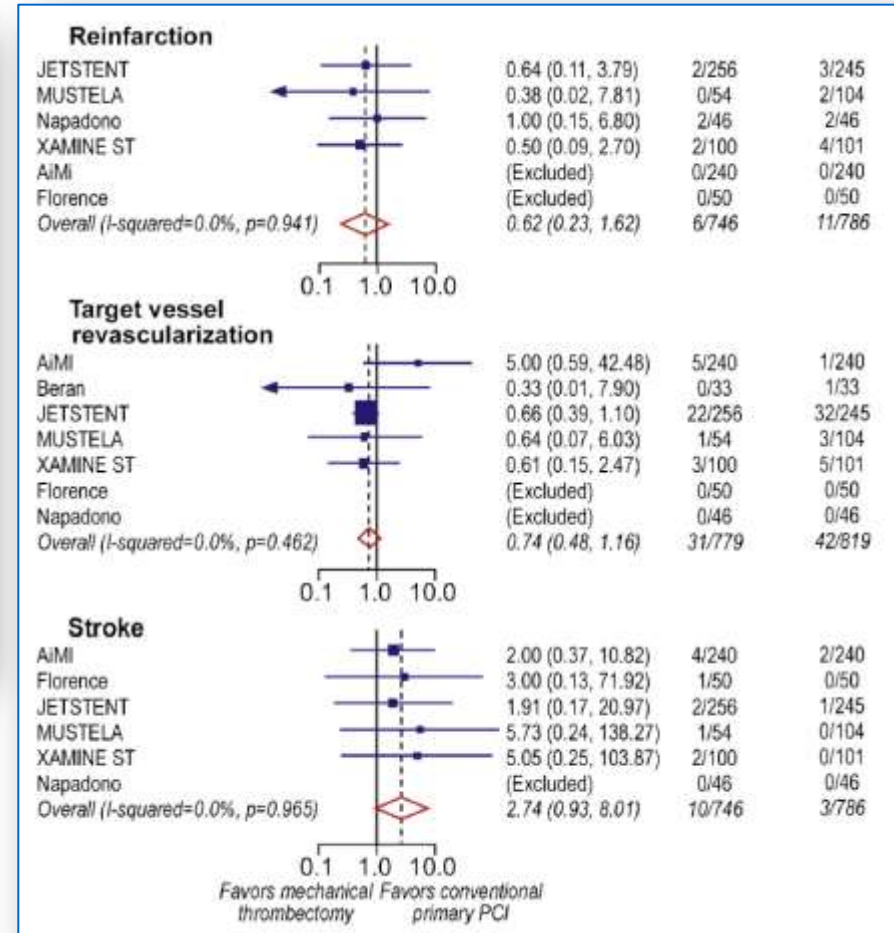 Reinfarction
JETSTENT 0.64 (0.11, 3.79) 2/256 3/245
MUSTELA 0.38 (0.02, 7.81) 0/54 2/104
Napadono 1.00 (0.15, 6.80) 2/46 2/46
XAMINE ST 0.50 (0.09, 2.70) 2/100 4/101
AiMi (Excluded) 0/240 0/240
Florence (Excluded) 0/50 0/50
Overall (I-squared=0.0%, p=0.941) 0.62 (0.23, 1.62) 6/746 11/786
0.1 1.0 10.0
Target vessel
revascularization
AiMI 5.00 (0.59, 42.48) 5/240 1/240
Beran 0.33 (0.01, 7.90) 0/33 1/33
JETSTENT 0.66 (0.39, 1.10) 22/256 32/245
MUSTELA 0.64 (0.07, 6.03) 1/54 3/104
XAMINE ST 0.61 (0.15, 2.47) 3/100 5/101
Florence (Excluded) 0/50 0/50
Napadono (Excluded) 0/46 0/46
Overall (I-squared=0.0%, p=0.462) 0.74 (0.48, 1.16) 31/779 42/819
0.1 1.0 10.0
Stroke
AiMI 2.00 (0.37, 10.82) 4/240 2/240
Florence 3.00 (0.13, 71.92) 1/50 0/50
JETSTENT 1.91 (0.17, 20.97) 2/256 1/245
MUSTELA 5.73 (0.24, 138.27) 1/54 0/104
XAMINE ST 5.05 (0.25, 103.87) 2/100 0/101
Napadono (Excluded) 0/46 0/46
Overall (I-squared=0.0%, p=0.965) 2.74 (0.93, 8.01) 10/746 3/786
0.1 1.0 10.0
Favors mechanical Favors conventional
thrombectomy primary PCI